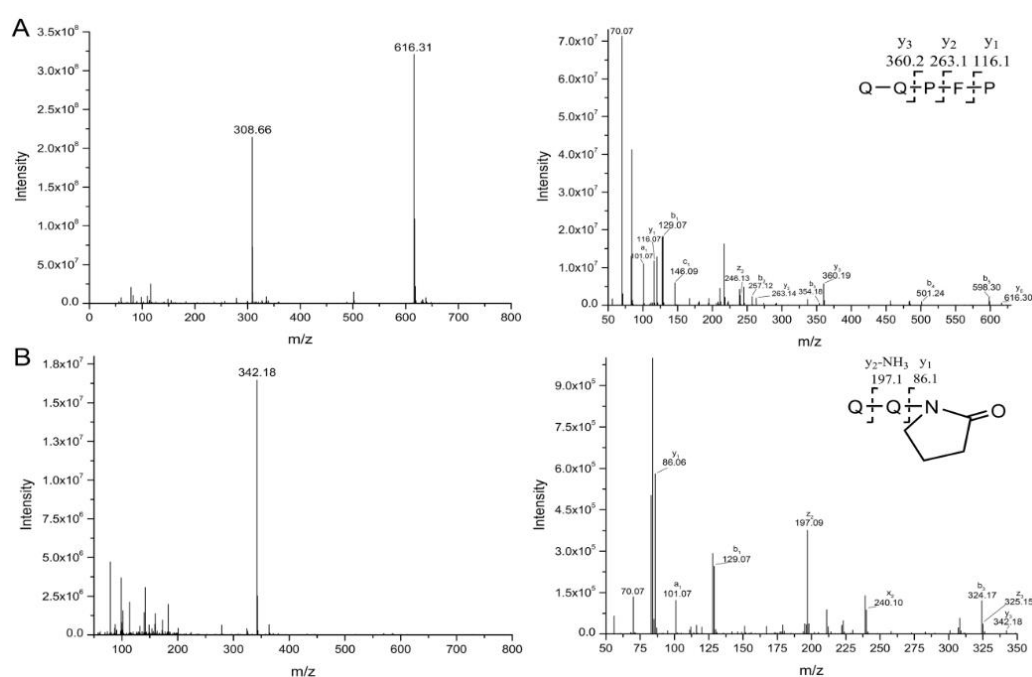 A
3.5x10⁸
3.0x10⁸
2.5x10⁸
2.0x10⁸
1.5x10⁸
1.0x10⁸
5.0x10⁷
0.0
Intensity
308.66
616.31
0 100 200 300 400 500 600 700 800
m/z
7.0x10⁷
6.0x10⁷
5.0x10⁷
4.0x10⁷
3.0x10⁷
2.0x10⁷
1.0x10⁷
0.0
Intensity
70.07
y₃ y₂ y₁
360.2 263.1 116.1
Q Q P F P
a₁
101.07
y₁
116.07
b₁
129.07
c₁
146.09
z₂
246.13
b₂
257.12
y₂
263.14
b₃
354.18
y₃
360.19
b₄
501.24
b₅
598.30
y₅
616.30
50 100 150 200 250 300 350 400 450 500 550 600
m/z
B
1.8x10⁷
1.5x10⁷
1.2x10⁷
1.0x10⁷
7.5x10⁶
5.0x10⁶
2.5x10⁶
0.0
Intensity
342.18
100 200 300 400 500 600 700 800
m/z
9.0x10⁵
7.5x10⁵
6.0x10⁵
4.5x10⁵
3.0x10⁵
1.5x10⁵
0.0
Intensity
y₂-NH₃ y₁
197.1 86.1
Q Q N O
70.07
y₁
86.06
a₁
101.07
b₁
129.07
z₂
197.09
x₂
240.10
b₃
324.17
z₃
325.15
y₃
342.18
50 75 100 125 150 175 200 225 250 275 300 325 350
m/z